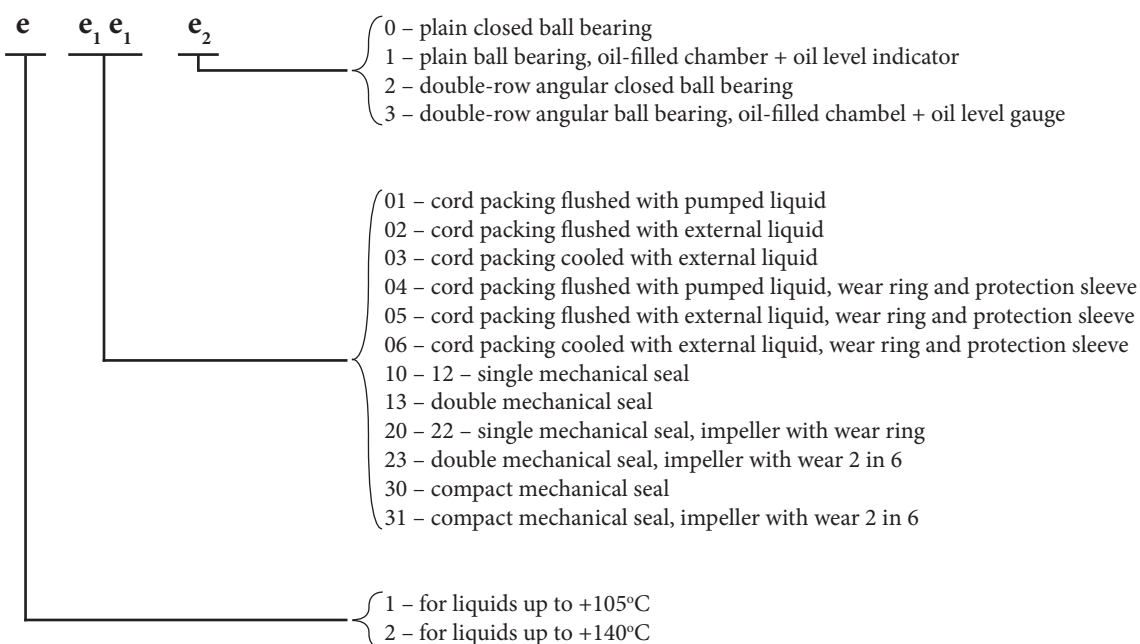 e e₁ e₁ e₂
0 – plain closed ball bearing
1 – plain ball bearing, oil-filled chamber + oil level indicator
2 – double-row angular closed ball bearing
3 – double-row angular ball bearing, oil-filled chambel + oil level gauge
01 – cord packing flushed with pumped liquid
02 – cord packing flushed with external liquid
03 – cord packing cooled with external liquid
04 – cord packing flushed with pumped liquid, wear ring and protection sleeve
05 – cord packing flushed with external liquid, wear ring and protection sleeve
06 – cord packing cooled with external liquid, wear ring and protection sleeve
10 – 12 – single mechanical seal
13 – double mechanical seal
20 – 22 – single mechanical seal, impeller with wear ring
23 – double mechanical seal, impeller with wear 2 in 6
30 – compact mechanical seal
31 – compact mechanical seal, impeller with wear 2 in 6
1 – for liquids up to +105°C
2 – for liquids up to +140°C